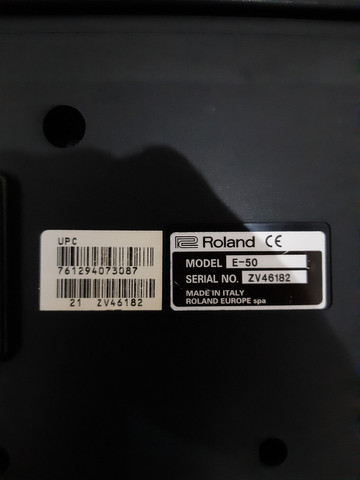 UPC
761294073087
21 ZV46182
Roland CE
MODEL E-50
SERIAL NO. ZV46182
MADE IN ITALY
ROLAND EUROPE spa